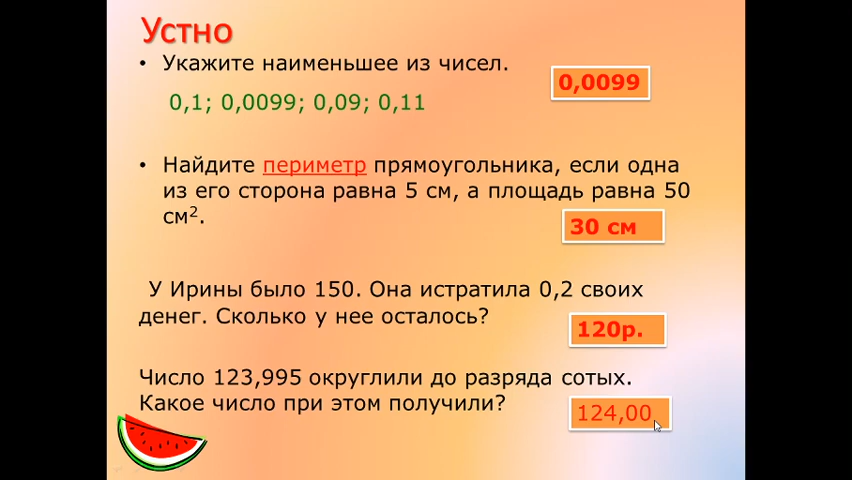 Устно
• Укажите наименьшее из чисел.
0,0099
0,1; 0,0099; 0,09; 0,11
• Найдите периметр прямоугольника, если одна
из его сторона равна 5 см, а площадь равна 50
см².
30 см
У Ирины было 150. Она истратила 0,2 своих
денег. Сколько у нее осталось?
120р.
Число 123,995 округлили до разряда сотых.
Какое число при этом получили?
124,00